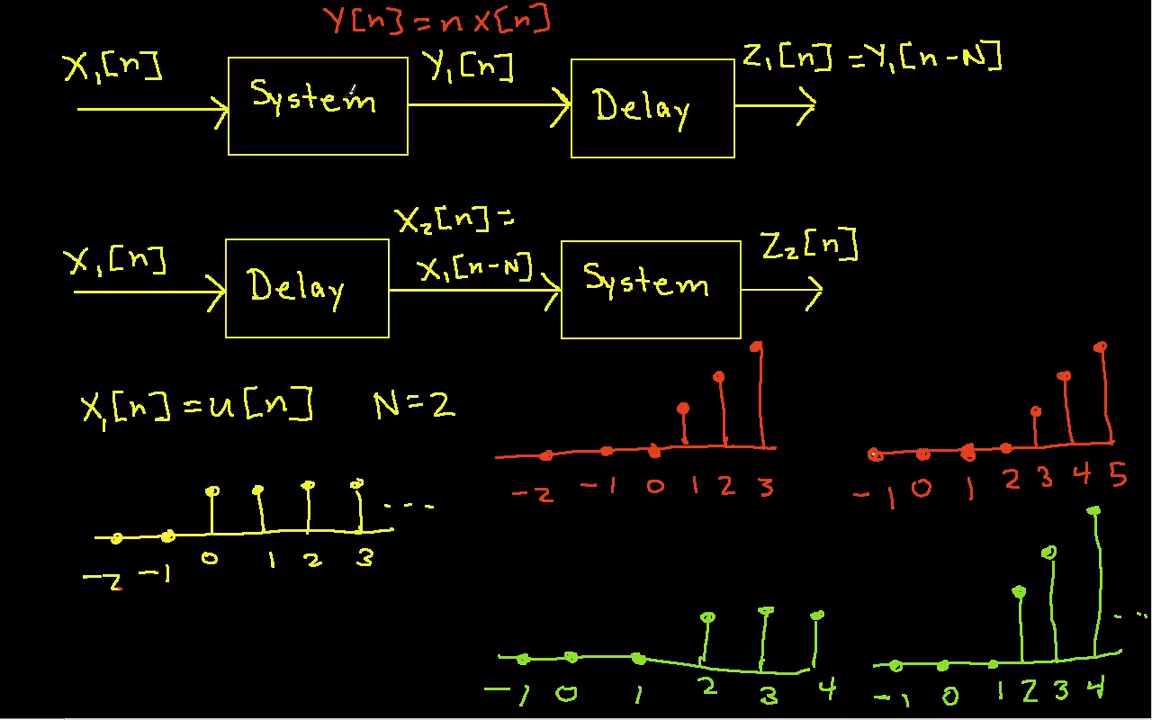 Y[n] = n X[n]
X₁[n] System Y₁[n] Delay Z₁[n] = Y₁[n-N]
X₂[n] =
X₁[n] Delay X₁[n-N] System Z₂[n]
X₁[n] = u[n] N=2
-2 -1 0 1 2 3
-1 0 1 2 3 4 5
-2 -1 0 1 2 3 ...
-1 0 1 2 3 4
-1 0 1 2 3 4 ...